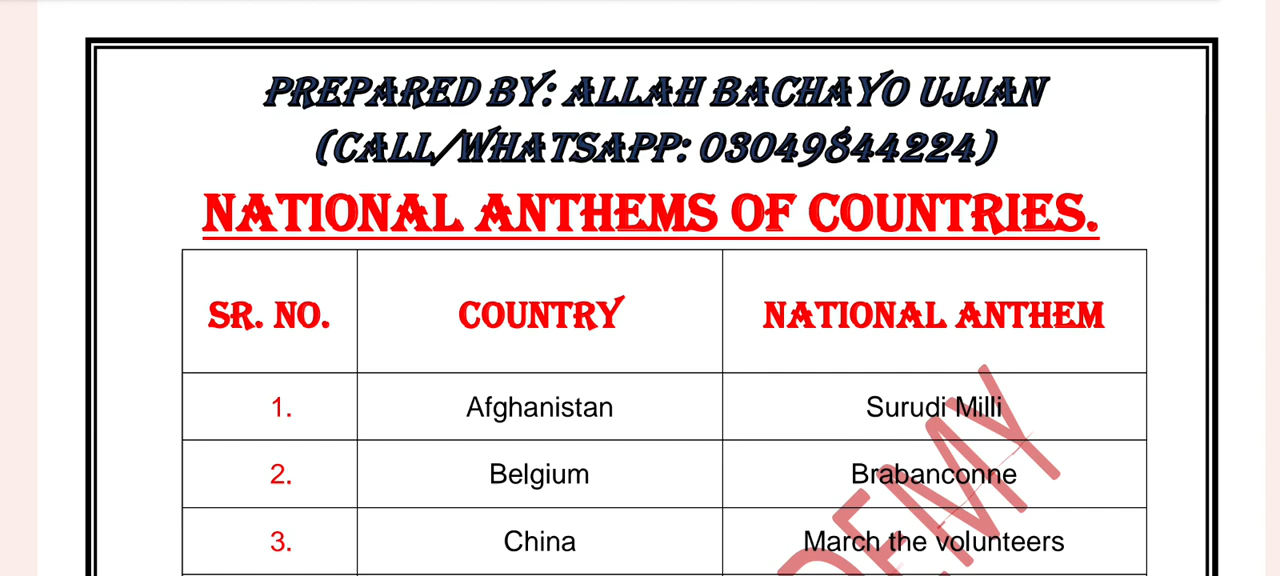 PREPARED BY: ALLAH BACHAYO UJJAN
(CALL/WHATSAPP: 03049844224)
NATIONAL ANTHEMS OF COUNTRIES.
SR. NO. COUNTRY NATIONAL ANTHEM
1. Afghanistan Surudi Milli
2. Belgium Brabanconne
3. China March the volunteers